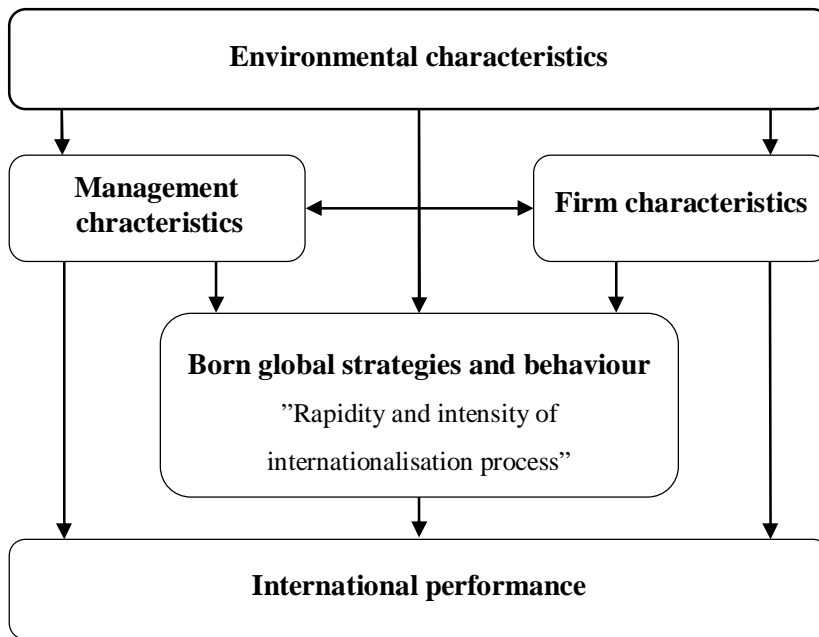 Environmental characteristics
Management
chracteristics
Firm characteristics
Born global strategies and behaviour
”Rapidity and intensity of
internationalisation process”
International performance